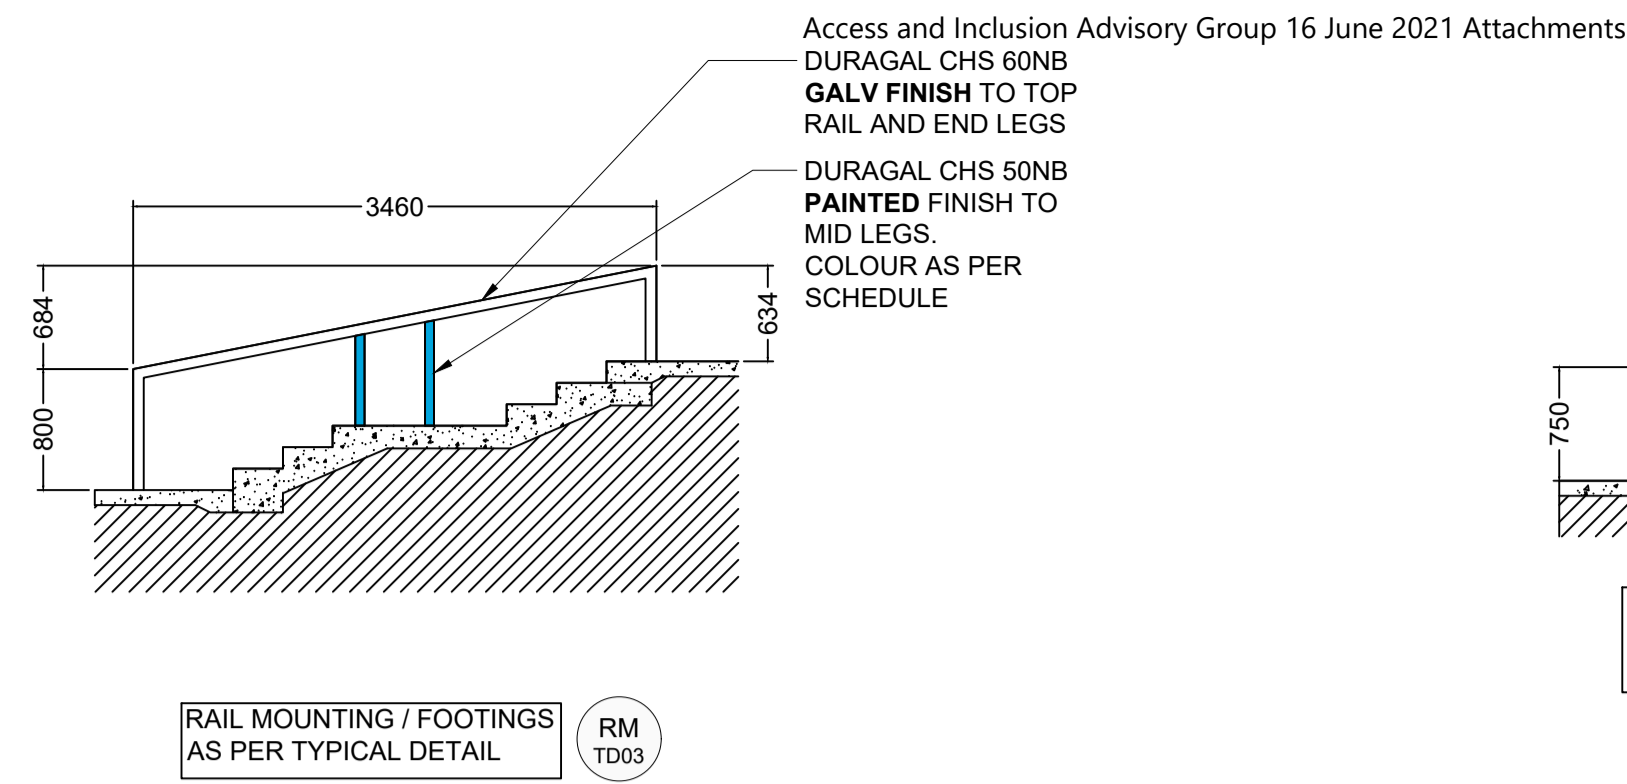 Access and Inclusion Advisory Group 16 June 2021 Attachments
DURAGAL CHS 60NB
GALV FINISH TO TOP
RAIL AND END LEGS
DURAGAL CHS 50NB
PAINTED FINISH TO
MID LEGS.
COLOUR AS PER
SCHEDULE
3460
684
634
800
750
RAIL MOUNTING / FOOTINGS
AS PER TYPICAL DETAIL
RM
TD03